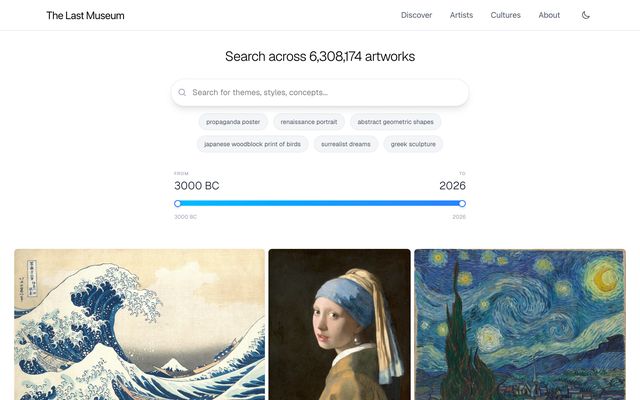 The Last Museum
Discover
Artists
Cultures
About
Search across 6,308,174 artworks
Search for themes, styles, concepts...
propaganda poster
renaissance portrait
abstract geometric shapes
japanese woodblock print of birds
surrealist dreams
greek sculpture
FROM
TO
3000 BC
2026
3000 BC
2026